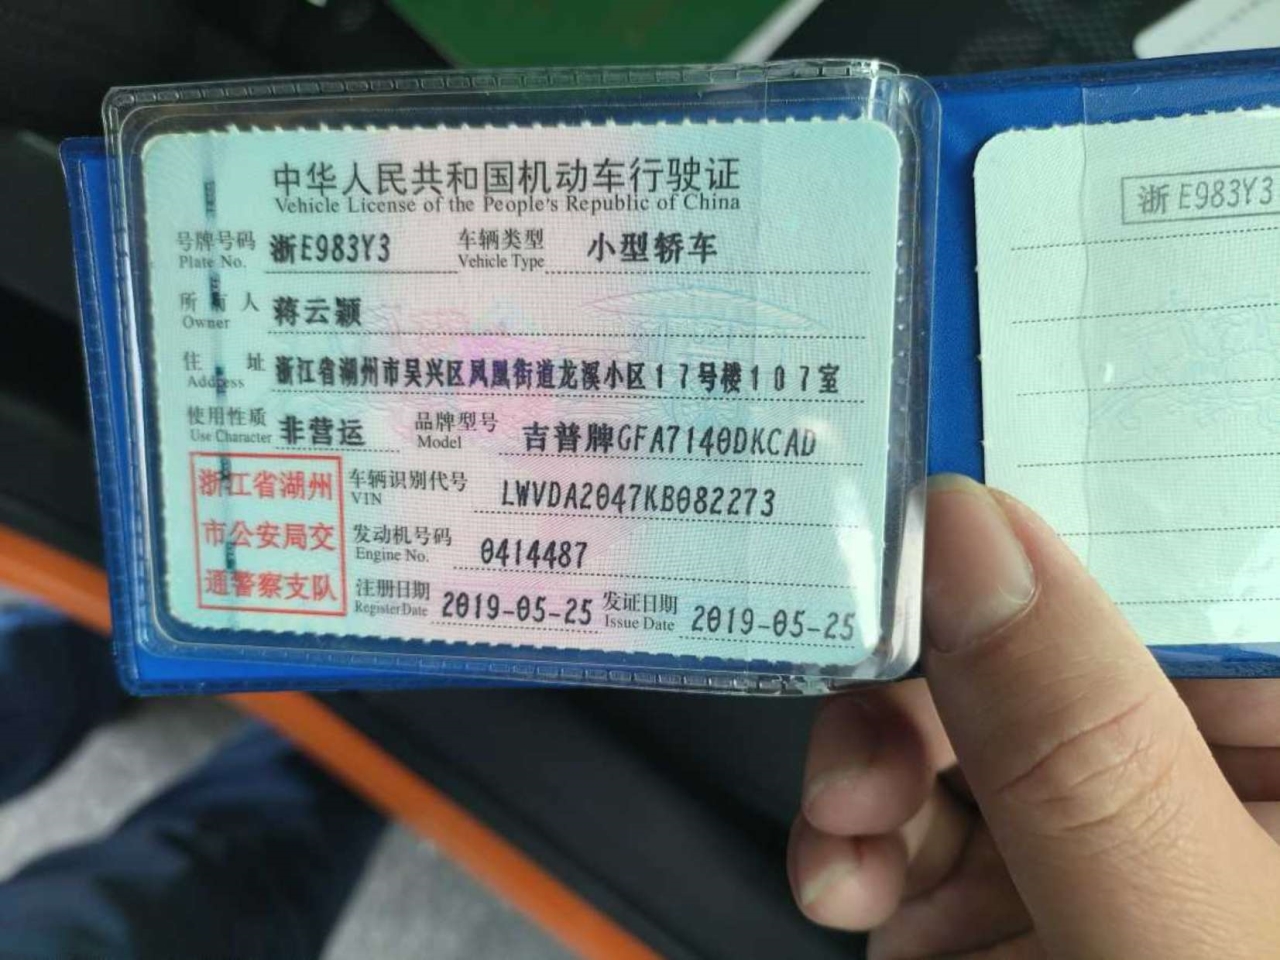 中华人民共和国机动车行驶证
Vehicle License of the People's Republic of China
号牌号码 浙E983Y3 车辆类型 小型轿车
Plate No. Vehicle Type
所有人 蒋云颖
Owner
住址 浙江省湖州市吴兴区凤凰街道龙溪小区17号楼107室
Address
使用性质 非营运 品牌型号 吉普牌GFA7140DKCAD
Use Character Model
浙江省湖州
市公安局交
通警察支队
车辆识别代号 LWVDA2047KB082273
VIN
发动机号码 0414487
Engine No.
注册日期 2019-05-25 发证日期 2019-05-25
Register Date Issue Date
浙E983Y3